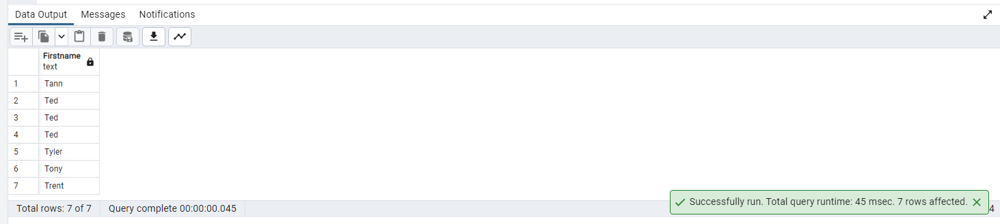 Data Output Messages Notifications
Firstname
text
1 Tann
2 Ted
3 Ted
4 Ted
5 Tyler
6 Tony
7 Trent
Total rows: 7 of 7 Query complete 00:00:00.045
Successfully run. Total query runtime: 45 msec. 7 rows affected.
4